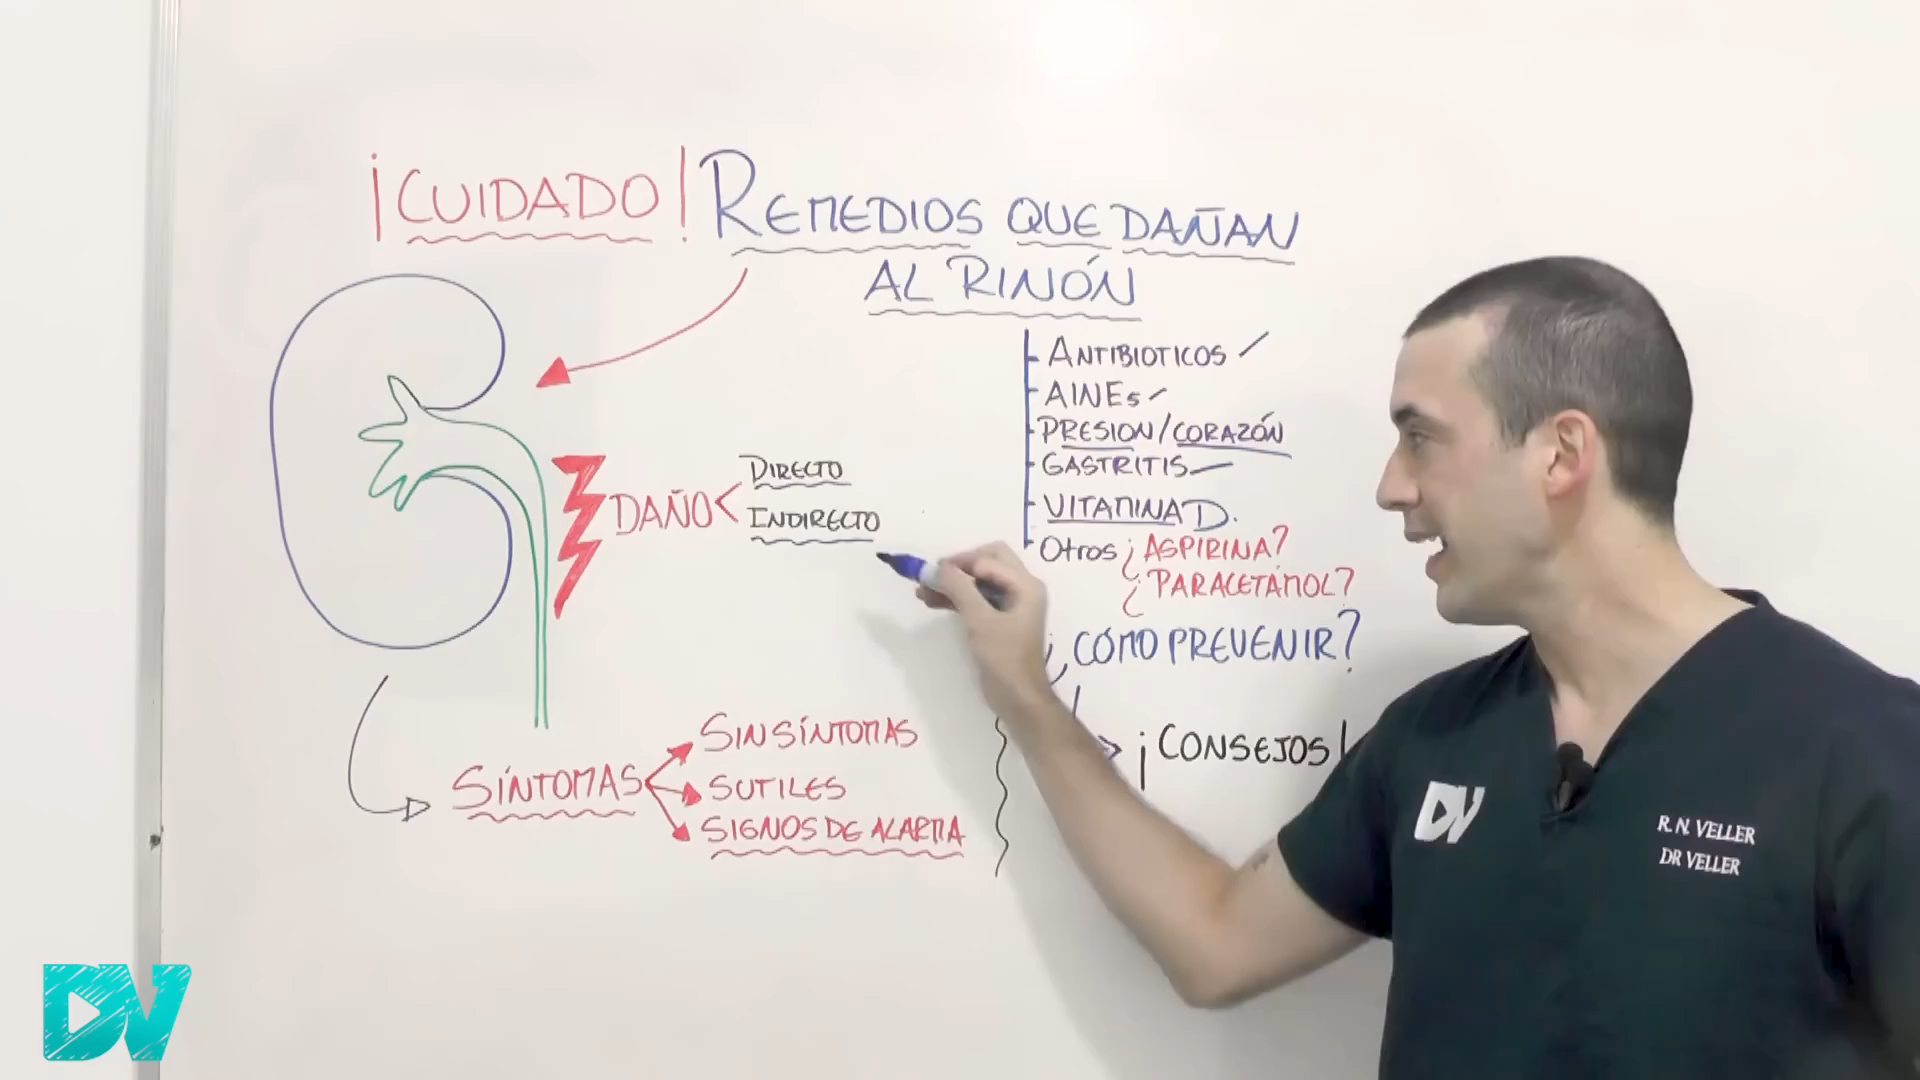 ¡CUIDADO! REMEDIOS QUE DAÑAN
AL RIÑÓN
ANTIBIOTICOS
AINES
PRESION/CORAZÓN
GASTRITIS
VITAMINA D.
Otros ¿ASPIRINA?
¿PARACETAMOL?
DAÑO
DIRECTO
INDIRECTO
¿CÓMO PREVENIR?
¡CONSEJOS!
SÍNTOMAS
SIN SÍNTOMAS
SUTILES
SIGNOS DE ALARMA
DV
R. N. VELLER
DR VELLER
DV